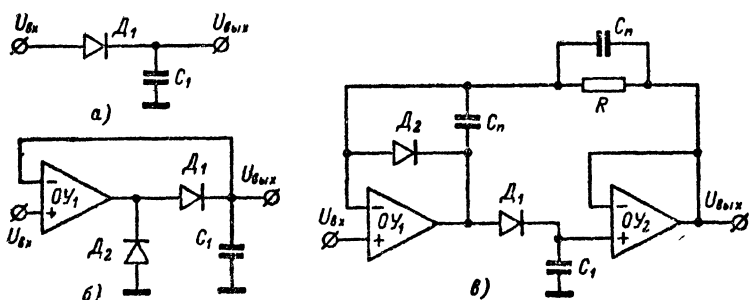 Uвх
Д₁
Uвых
C₁
а)
ОУ₁
−
+
Uвх
Д₁
Д₂
Uвых
C₁
б)
Cп
R
Cп
Д₂
Uвх
−
ОУ₁
+
Д₁
C₁
−
ОУ₂
+
Uвых
в)